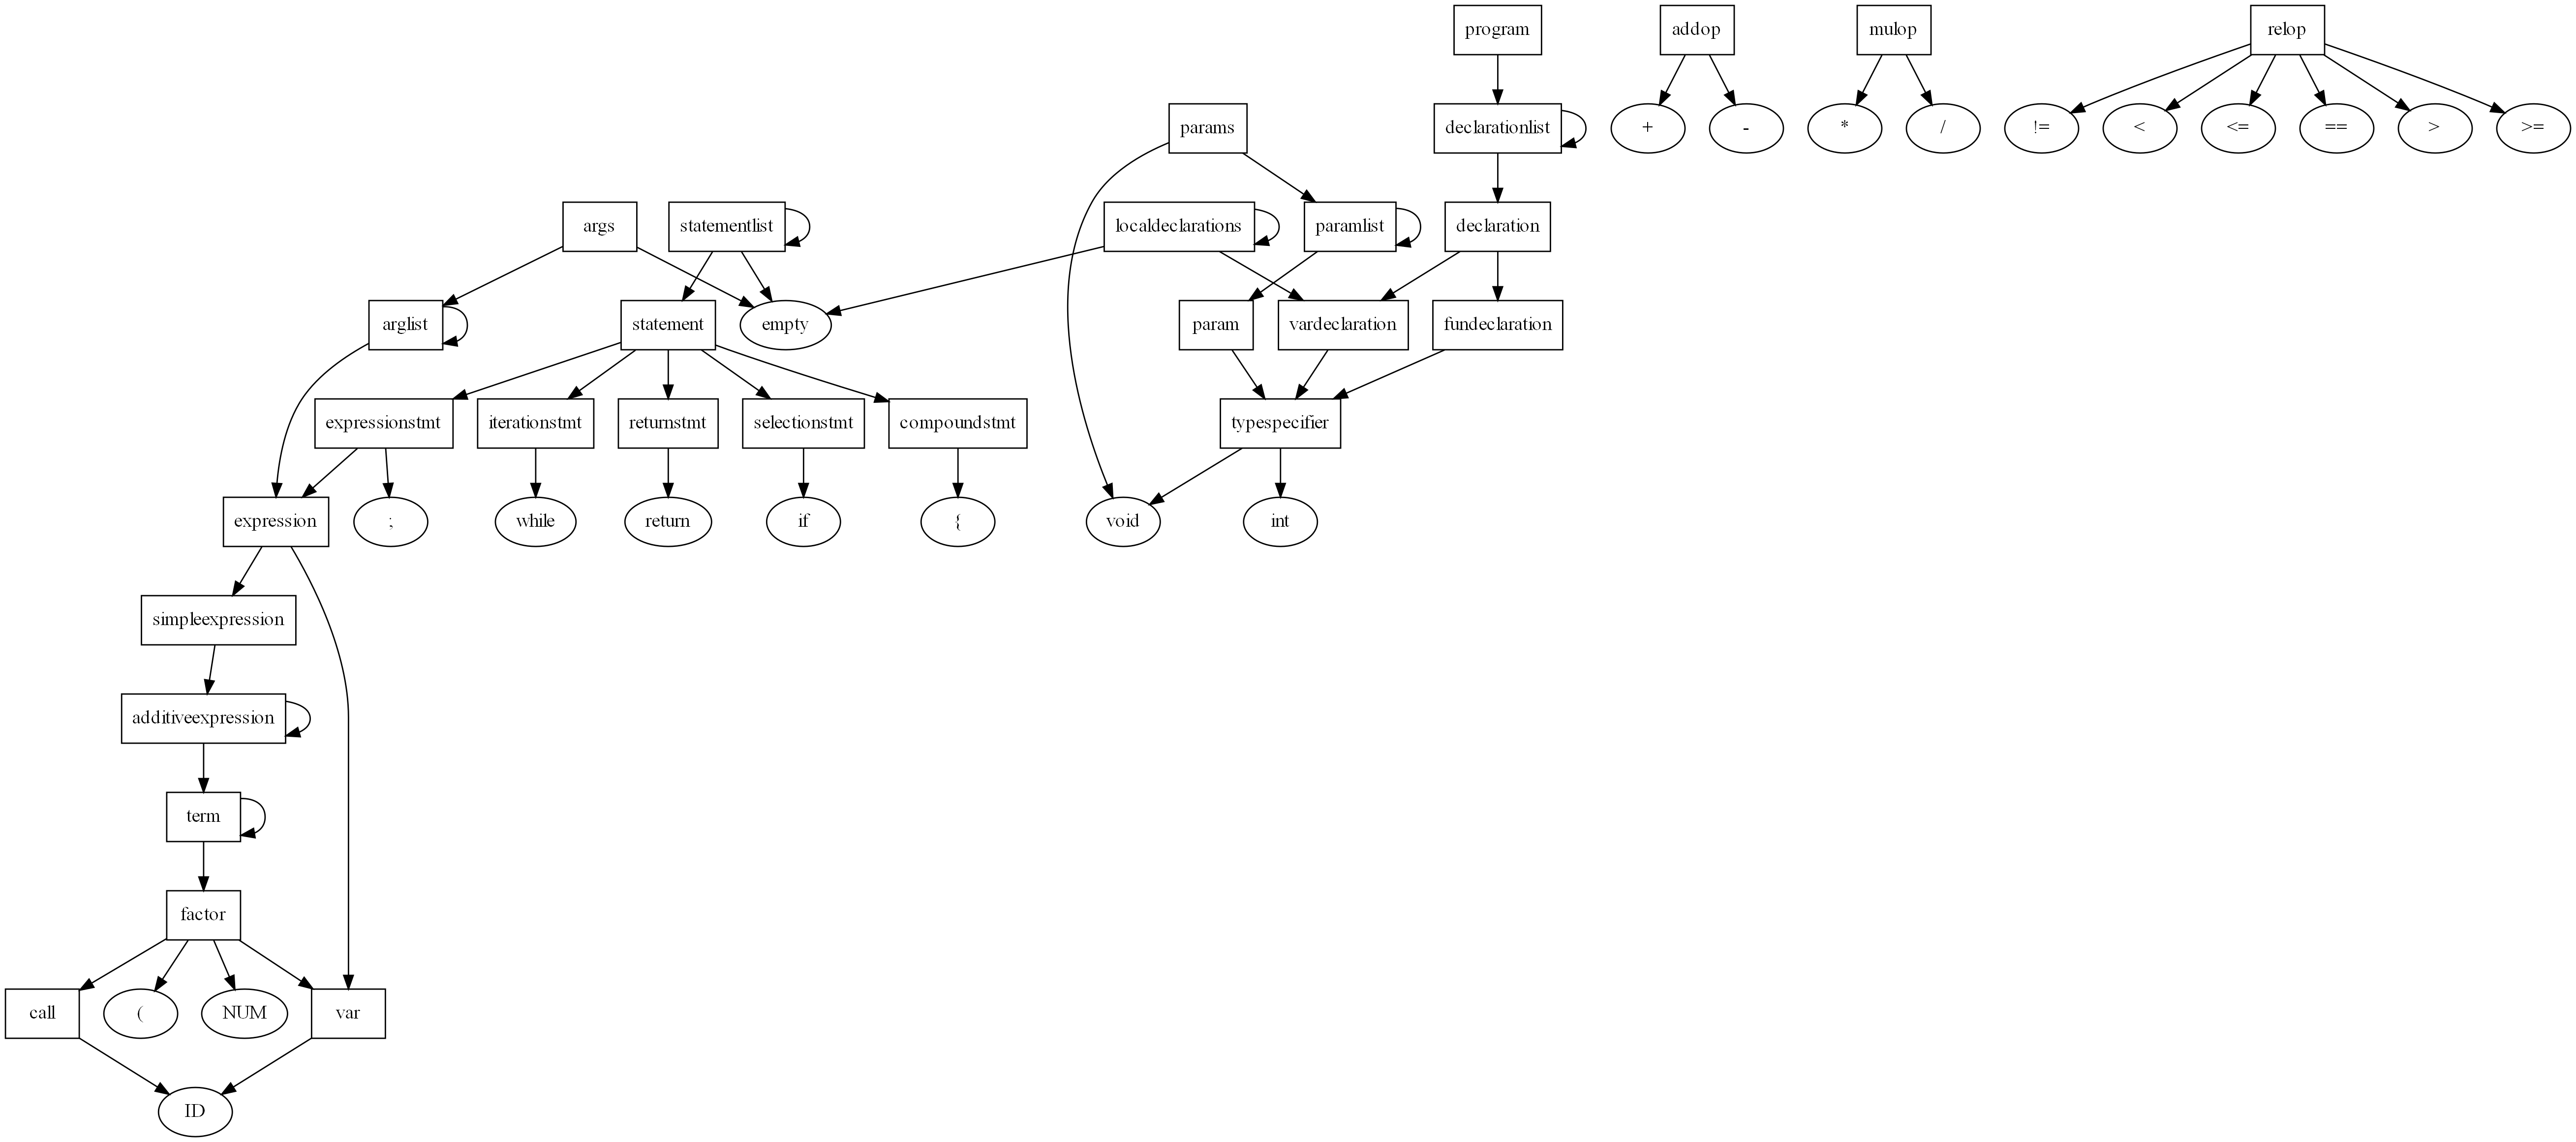 program
addop
mulop
relop
params
declarationlist
+
-
*
/
!=
<
<=
==
>
>=
args
statementlist
localdeclarations
paramlist
declaration
arglist
statement
empty
param
vardeclaration
fundeclaration
expressionstmt
iterationstmt
returnstmt
selectionstmt
compoundstmt
typespecifier
expression
;
while
return
if
{
void
int
simpleexpression
additiveexpression
term
factor
call
(
NUM
var
ID